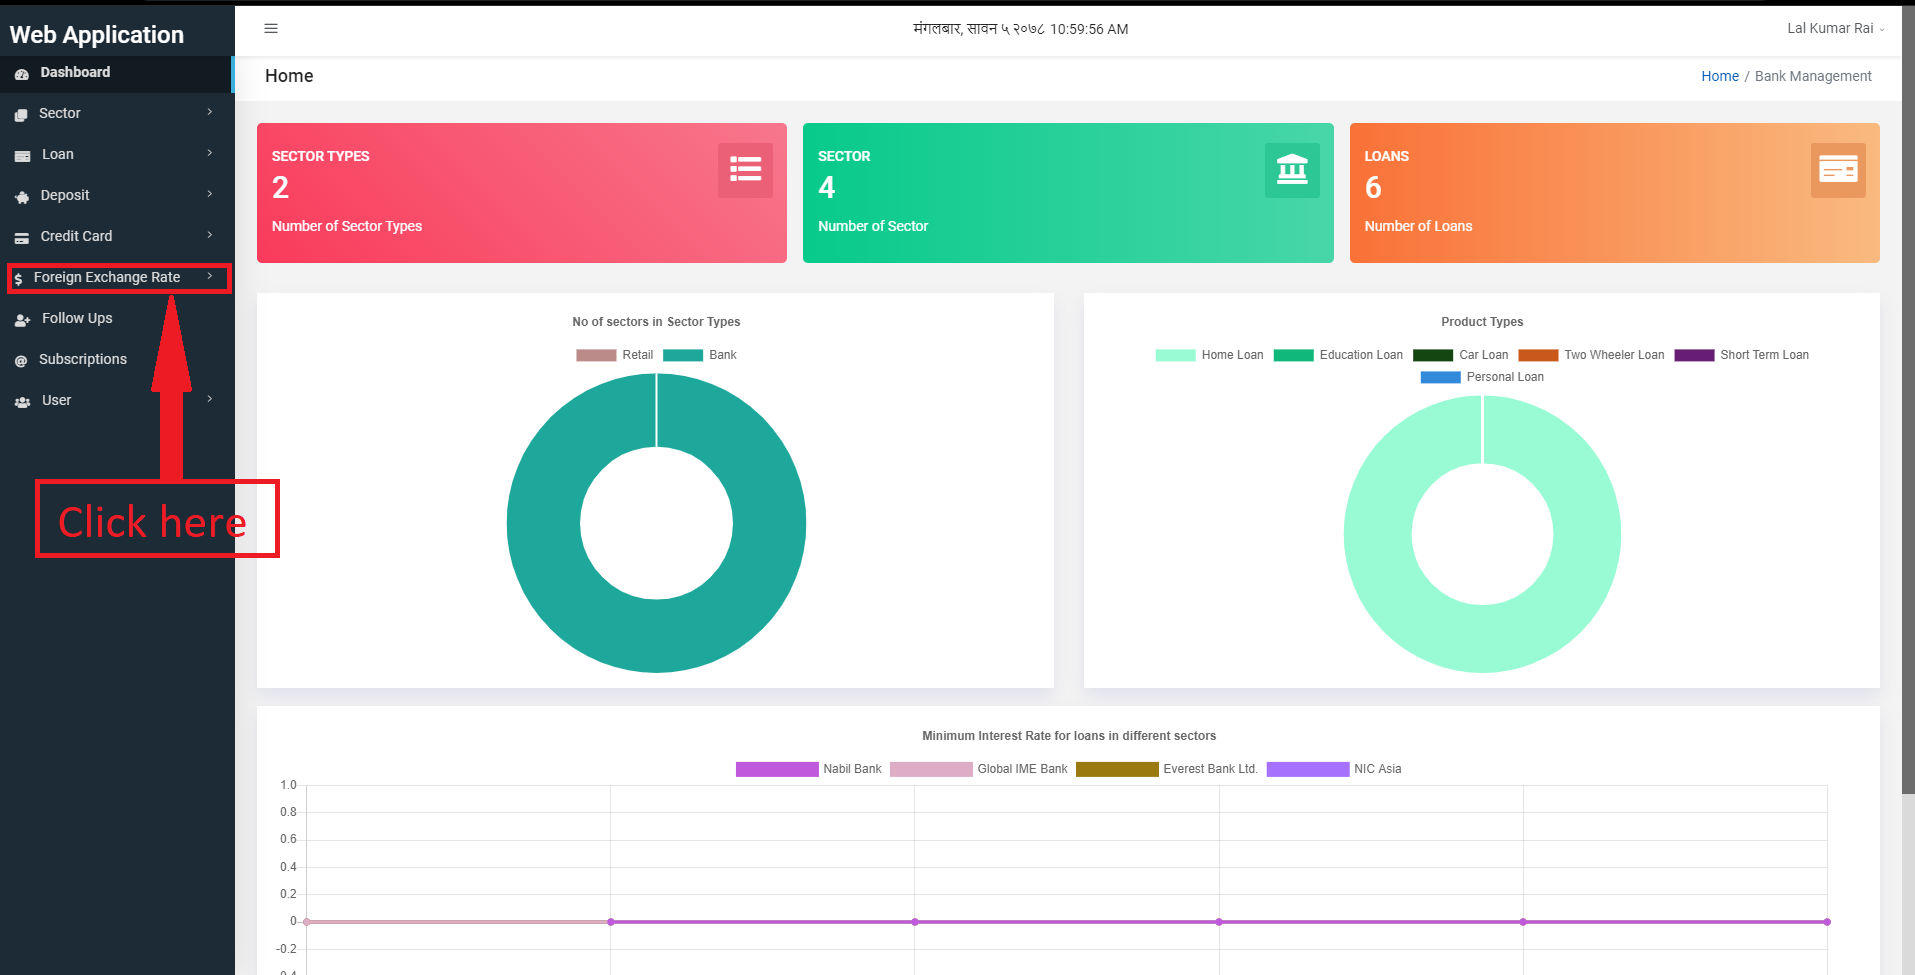 Web Application
मंगलबार, सावन ५ २०७८ 10:59:56 AM
Lal Kumar Rai
Dashboard
Sector
Loan
Deposit
Credit Card
$ Foreign Exchange Rate
Follow Ups
@ Subscriptions
User
Click here
Home
Home / Bank Management
SECTOR TYPES
2
Number of Sector Types
SECTOR
4
Number of Sector
LOANS
6
Number of Loans
No of sectors in Sector Types
Retail Bank
Product Types
Home Loan Education Loan Car Loan Two Wheeler Loan Short Term Loan
Personal Loan
Minimum Interest Rate for loans in different sectors
Nabil Bank Global IME Bank Everest Bank Ltd. NIC Asia
1.0
0.8
0.6
0.4
0.2
0
-0.2